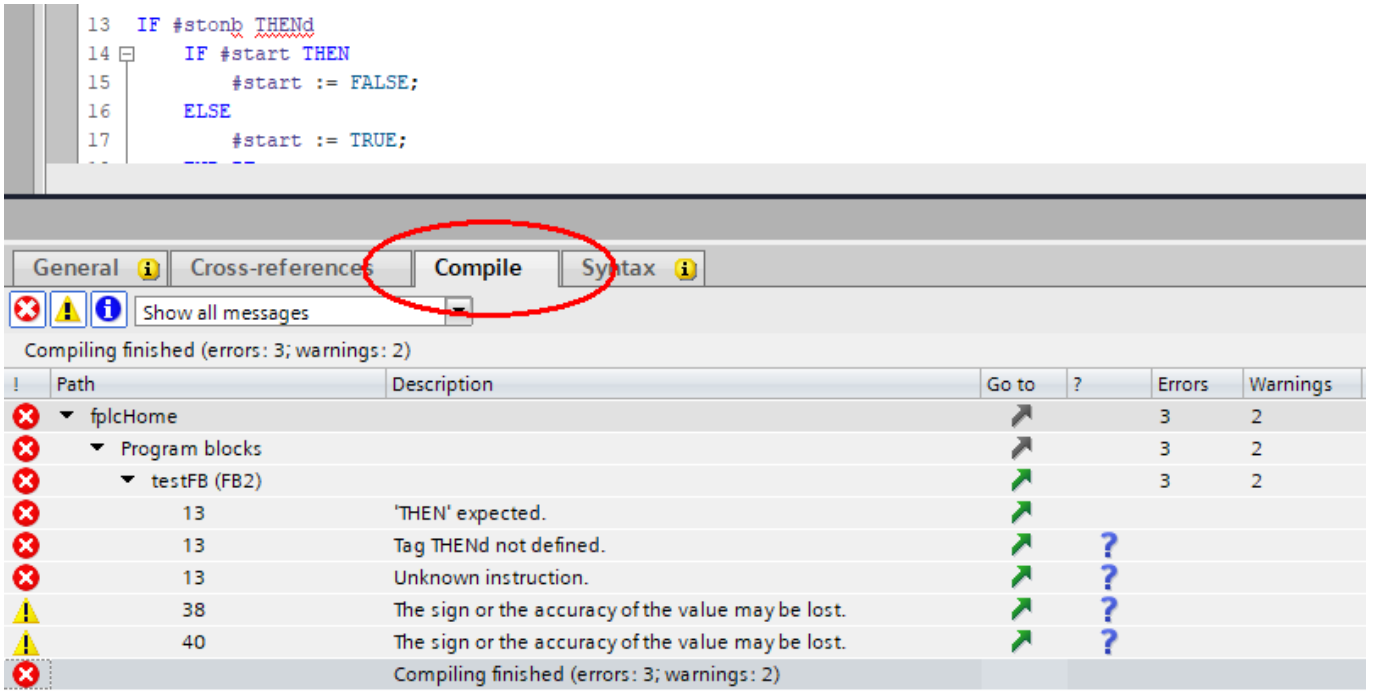 13 IF #stonb THENd
14 IF #start THEN
15 #start := FALSE;
16 ELSE
17 #start := TRUE;
General Cross-references Compile Syntax
Show all messages
Compiling finished (errors: 3; warnings: 2)
! Path Description Go to ? Errors Warnings
fplcHome 3 2
Program blocks 3 2
testFB (FB2) 3 2
13 'THEN' expected.
13 Tag THENd not defined. ?
13 Unknown instruction. ?
38 The sign or the accuracy of the value may be lost. ?
40 The sign or the accuracy of the value may be lost. ?
Compiling finished (errors: 3; warnings: 2)